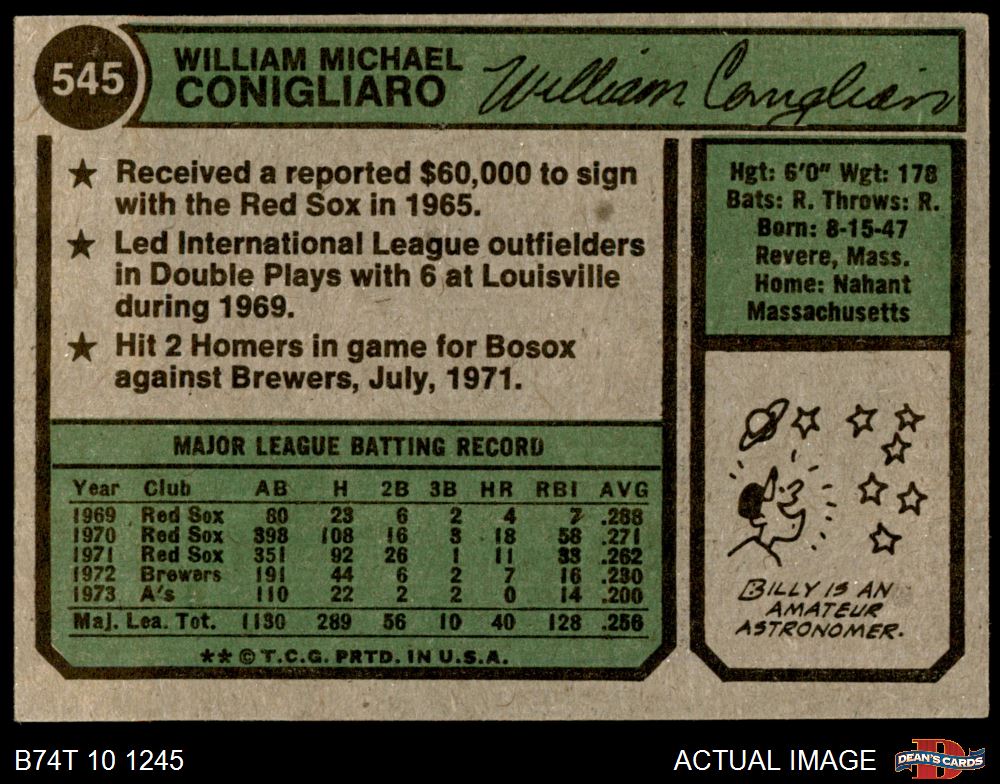 545
WILLIAM MICHAEL
CONIGLIARO
William Conigliaro
★ Received a reported $60,000 to sign
with the Red Sox in 1965.
★ Led International League outfielders
in Double Plays with 6 at Louisville
during 1969.
★ Hit 2 Homers in game for Bosox
against Brewers, July, 1971.
Hgt: 6'0" Wgt: 178
Bats: R. Throws: R.
Born: 8-15-47
Revere, Mass.
Home: Nahant
Massachusetts
MAJOR LEAGUE BATTING RECORD
Year Club AB H 2B 3B HR RBI AVG
1969 Red Sox 80 23 6 2 4 7 .288
1970 Red Sox 398 108 16 3 18 58 .271
1971 Red Sox 351 92 26 1 11 33 .262
1972 Brewers 191 44 6 2 7 16 .230
1973 A's 110 22 2 2 0 14 .200
Maj. Lea. Tot. 1130 289 56 10 40 128 .256
** © T.C.G. PRTD. IN U.S.A.
BILLY IS AN
AMATEUR
ASTRONOMER.
B74T 10 1245
ACTUAL IMAGE
DEAN'S CARDS